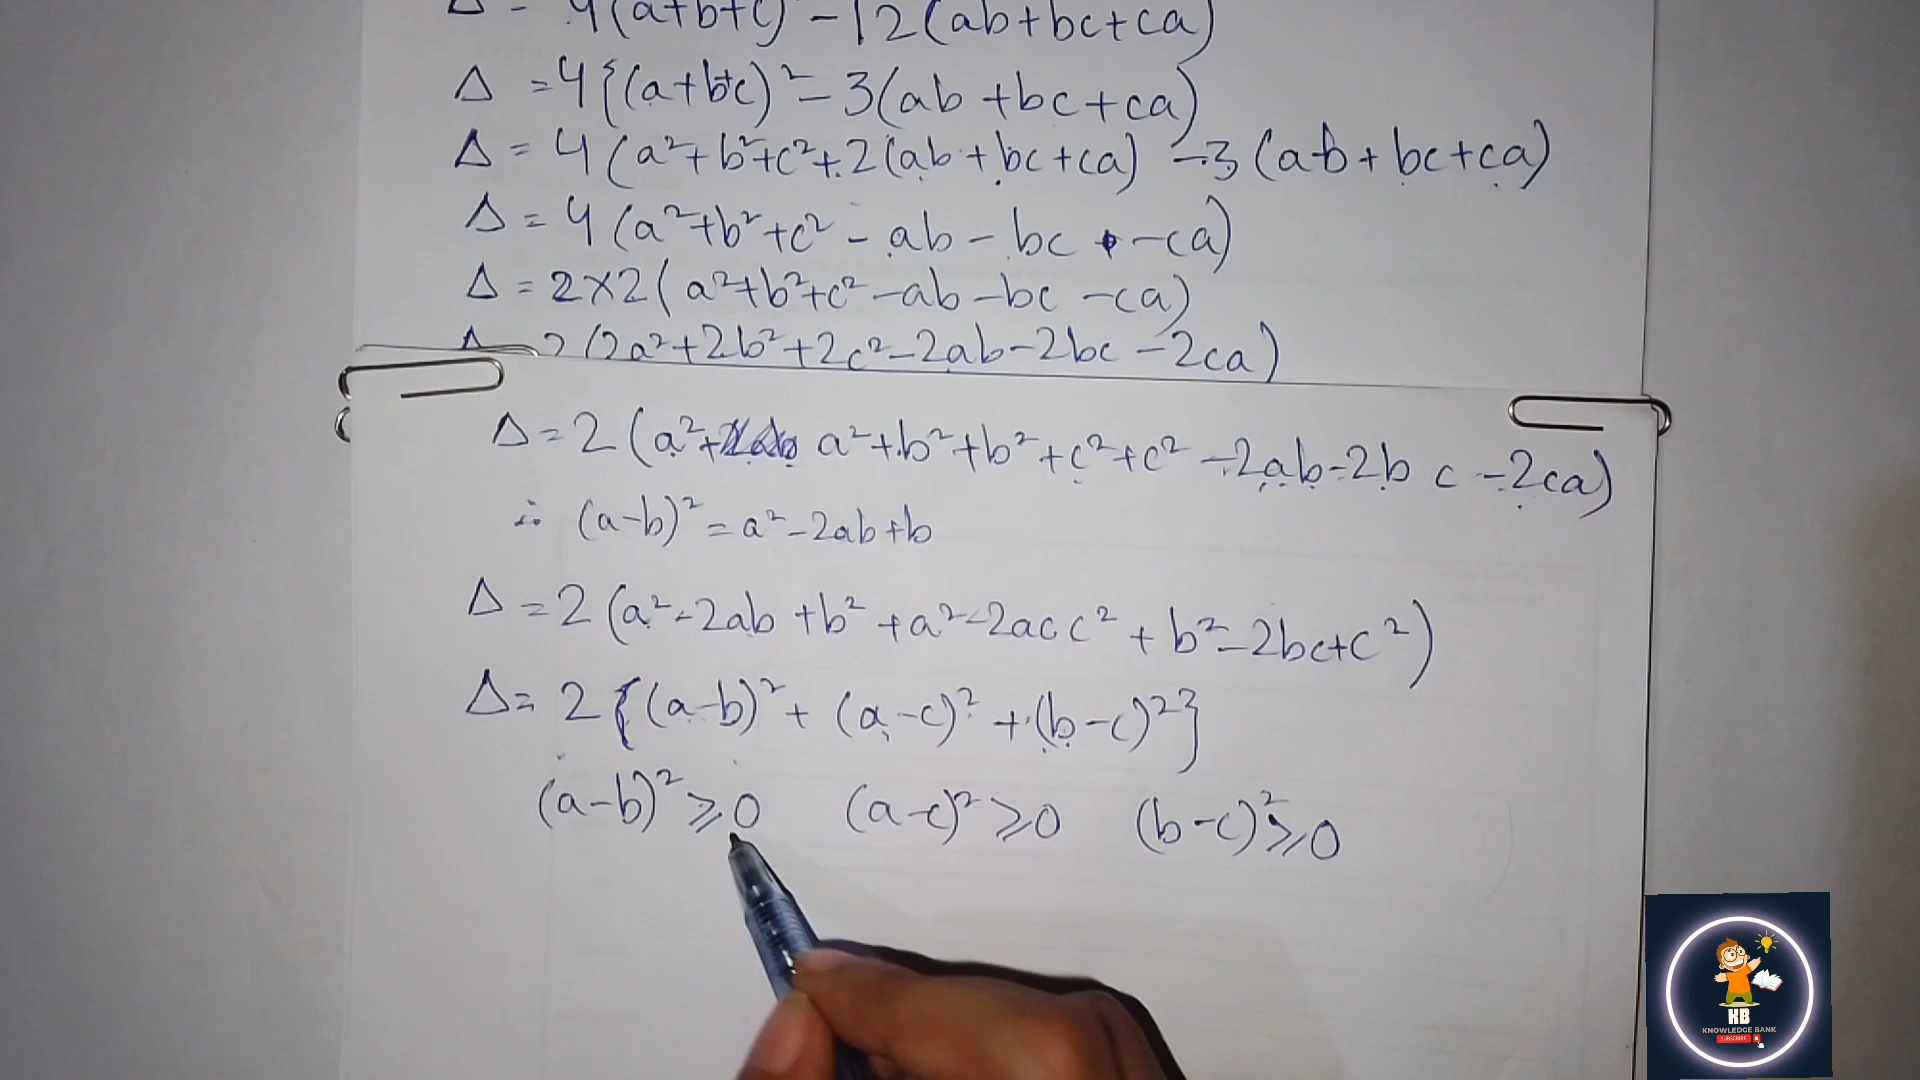 Δ = 4(a+b+c) - 12(ab+bc+ca)
Δ = 4{(a+b+c)² - 3(ab+bc+ca)
Δ = 4(a²+b²+c²+2(ab+bc+ca) - 3(ab+bc+ca)
Δ = 4(a²+b²+c² - ab - bc - ca)
Δ = 2×2(a²+b²+c² - ab - bc - ca)
Δ = 2(2a²+2b²+2c²-2ab-2bc-2ca)
Δ = 2(a²+ a²+b²+b²+c²+c²-2ab-2bc-2ca)
∴ (a-b)² = a²-2ab+b
Δ = 2(a²-2ab+b²+a²-2ac c²+b²-2bc+c²)
Δ = 2{(a-b)²+(a-c)²+(b-c)²}
(a-b)² ⩾ 0 (a-c)² ⩾ 0 (b-c)² ⩾ 0
KB
KNOWLEDGE BANK
SUBSCRIBE